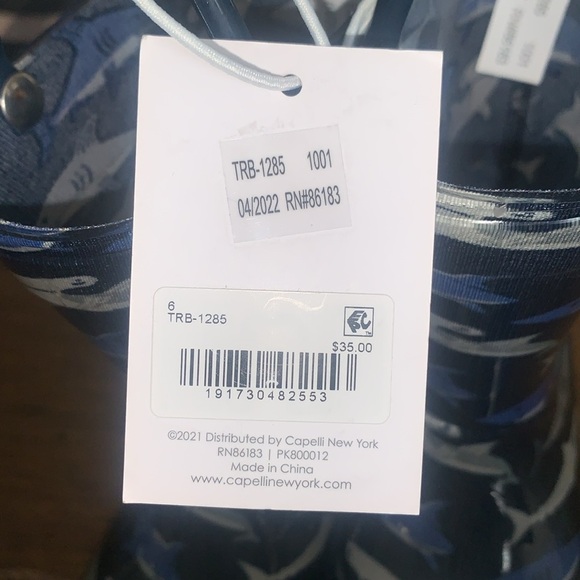 TRB-1285 1001
04/2022 RN#86183
6
TRB-1285
$35.00
191730482553
©2021 Distributed by Capelli New York
RN86183 | PK800012
Made in China
www.capellinewyork.com